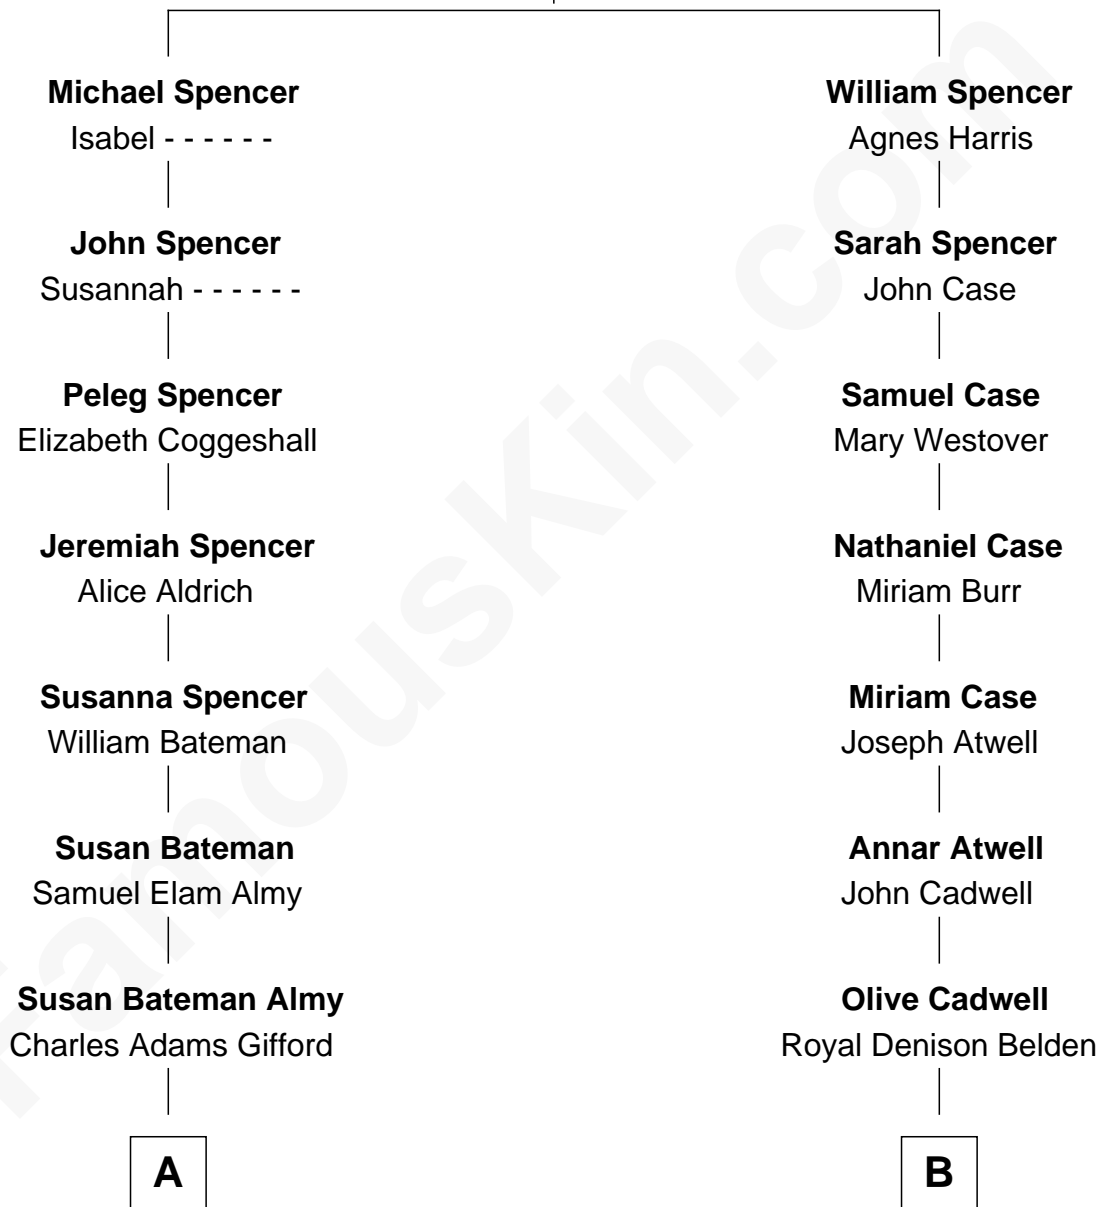 Michael Spencer
Isabel - - - - - -
William Spencer
Agnes Harris
John Spencer
Susannah - - - - - -
Sarah Spencer
John Case
Peleg Spencer
Elizabeth Coggeshall
Samuel Case
Mary Westover
Jeremiah Spencer
Alice Aldrich
Nathaniel Case
Miriam Burr
Susanna Spencer
William Bateman
Miriam Case
Joseph Atwell
Susan Bateman
Samuel Elam Almy
Annar Atwell
John Cadwell
Susan Bateman Almy
Charles Adams Gifford
Olive Cadwell
Royal Denison Belden
A
B
FamousKin.com